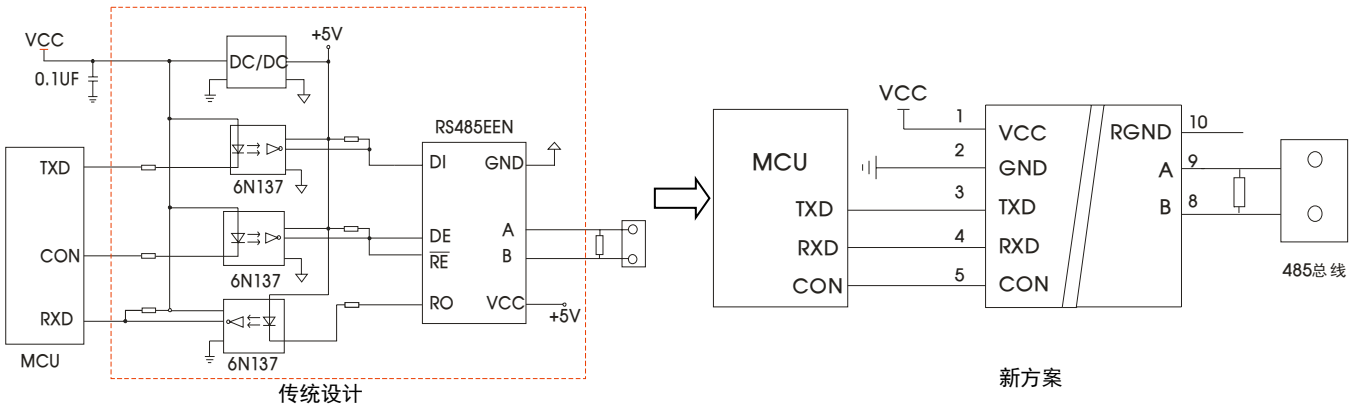 VCC
0.1UF
DC/DC
+5V
TXD
CON
RXD
MCU
6N137
6N137
6N137
RS485EEN
DI
DE
RE
RO
GND
A
B
VCC
+5V
传统设计
MCU
TXD
RXD
CON
VCC
1
2
3
4
5
VCC
GND
TXD
RXD
CON
RGND
A
B
10
9
8
485总线
新方案